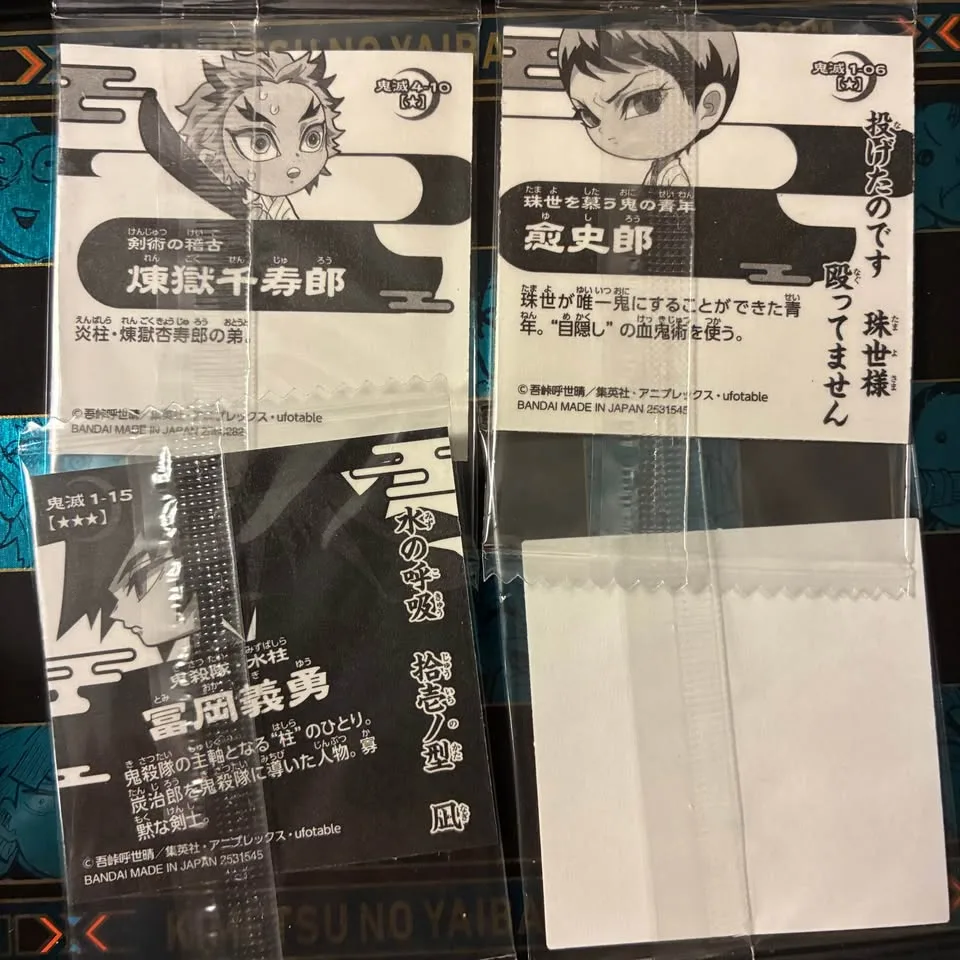 鬼滅 4-10
【★】
剣術の稽古
煉獄千寿郎
炎柱・煉獄杏寿郎の弟。
©吾峠呼世晴／集英社・アニプレックス・ufotable
BANDAI MADE IN JAPAN
鬼滅 1-06
【★】
投げたのです 珠世様
殴ってません
珠世を慕う鬼の青年
愈史郎
珠世が唯一鬼にすることができた青
年。“目隠し”の血鬼術を使う。
©吾峠呼世晴／集英社・アニプレックス・ufotable
BANDAI MADE IN JAPAN 2531545
鬼滅 1-15
【★★★】
水の呼吸 拾壱ノ型 凪
鬼殺隊・水柱
冨岡義勇
鬼殺隊の主軸となる“柱”のひとり。
炭治郎を鬼殺隊に導いた人物。寡
黙な剣士。
©吾峠呼世晴／集英社・アニプレックス・ufotable
BANDAI MADE IN JAPAN 2531545